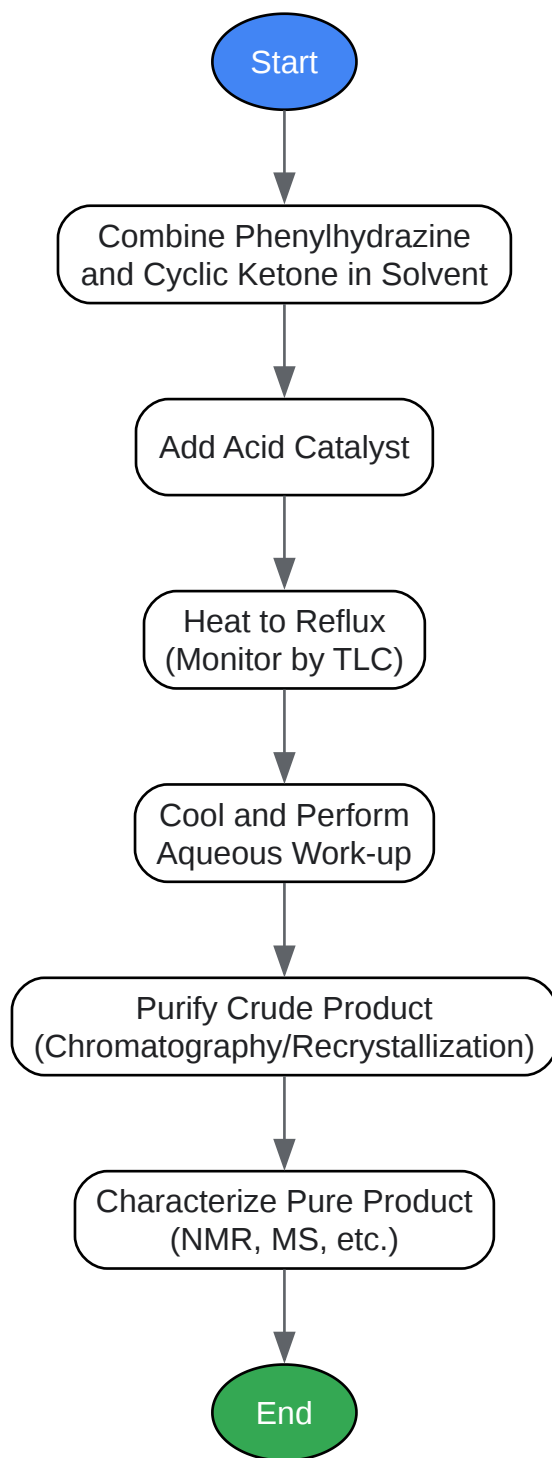 Start
Combine Phenylhydrazine
and Cyclic Ketone in Solvent
Add Acid Catalyst
Heat to Reflux
(Monitor by TLC)
Cool and Perform
Aqueous Work-up
Purify Crude Product
(Chromatography/Recrystallization)
Characterize Pure Product
(NMR, MS, etc.)
End